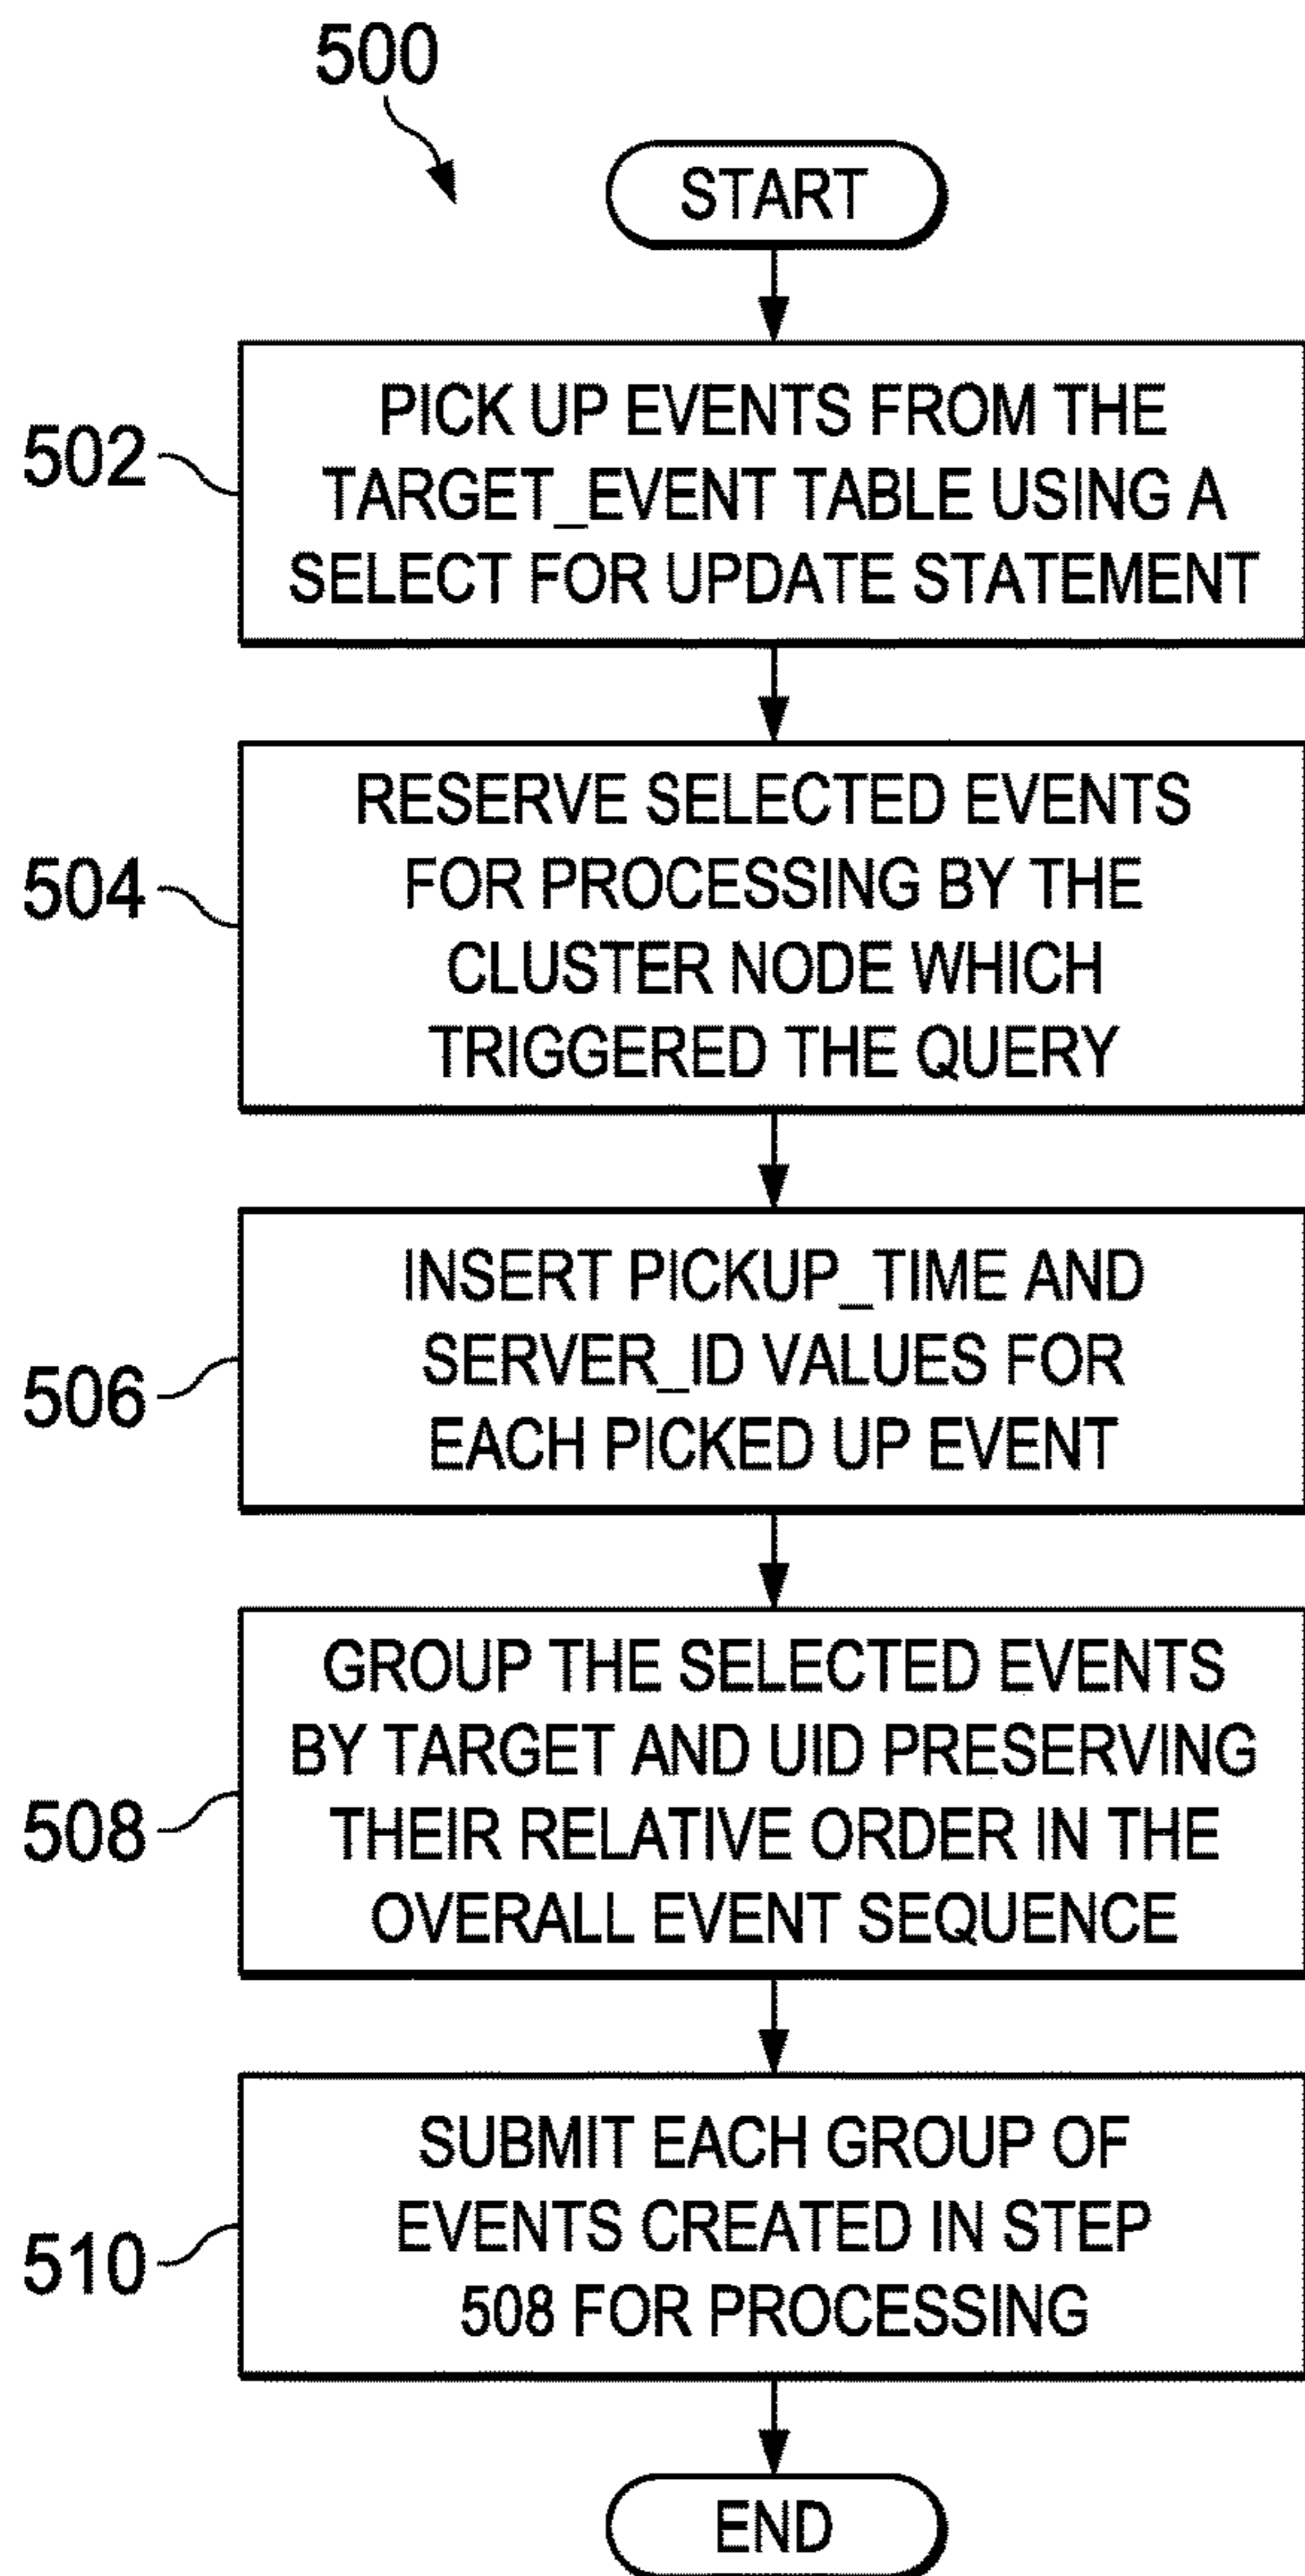 500
START
502
PICK UP EVENTS FROM THE
TARGET_EVENT TABLE USING A
SELECT FOR UPDATE STATEMENT
504
RESERVE SELECTED EVENTS
FOR PROCESSING BY THE
CLUSTER NODE WHICH
TRIGGERED THE QUERY
506
INSERT PICKUP_TIME AND
SERVER_ID VALUES FOR
EACH PICKED UP EVENT
508
GROUP THE SELECTED EVENTS
BY TARGET AND UID PRESERVING
THEIR RELATIVE ORDER IN THE
OVERALL EVENT SEQUENCE
510
SUBMIT EACH GROUP OF
EVENTS CREATED IN STEP
508 FOR PROCESSING
END